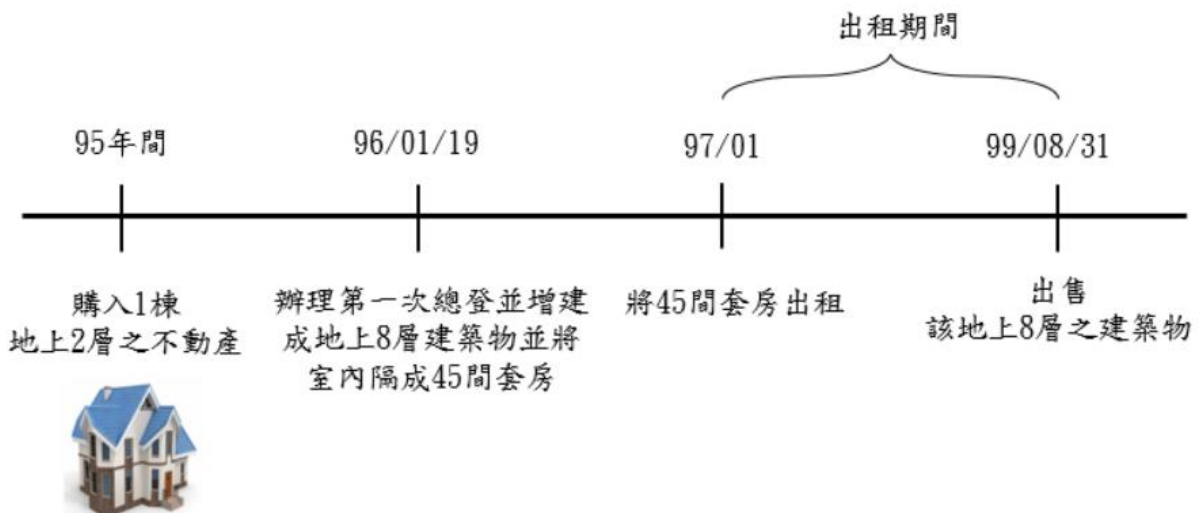 出租期間
95年間
96/01/19
97/01
99/08/31
購入1棟
地上2層之不動產
辦理第一次總登並增建
成地上8層建築物並將
室內隔成45間套房
將45間套房出租
出售
該地上8層之建築物